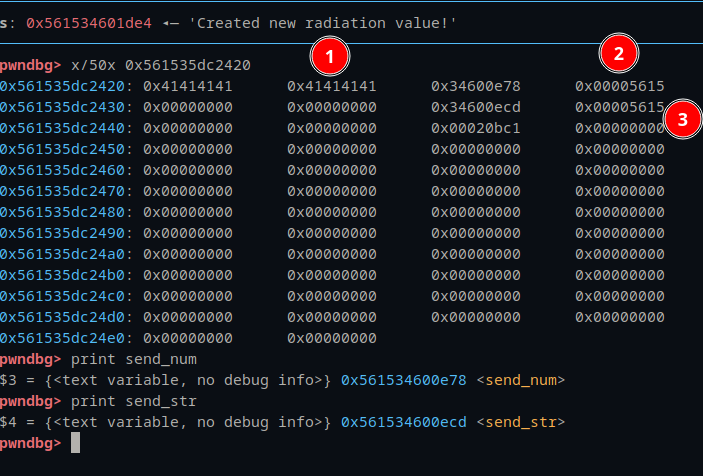 s: 0x561534601de4 ◂— 'Created new radiation value!'
1 2
pwndbg> x/50x 0x561535dc2420
0x561535dc2420: 0x41414141 0x41414141 0x34600e78 0x00005615
0x561535dc2430: 0x00000000 0x00000000 0x34600ecd 0x00005615
3
0x561535dc2440: 0x00020bc1 0x00000000
0x561535dc2450: 0x00000000 0x00000000 0x00000000 0x00000000
0x561535dc2460: 0x00000000 0x00000000 0x00000000 0x00000000
0x561535dc2470: 0x00000000 0x00000000 0x00000000 0x00000000
0x561535dc2480: 0x00000000 0x00000000 0x00000000 0x00000000
0x561535dc2490: 0x00000000 0x00000000 0x00000000 0x00000000
0x561535dc24a0: 0x00000000 0x00000000 0x00000000 0x00000000
0x561535dc24b0: 0x00000000 0x00000000 0x00000000 0x00000000
0x561535dc24c0: 0x00000000 0x00000000 0x00000000 0x00000000
0x561535dc24d0: 0x00000000 0x00000000 0x00000000 0x00000000
0x561535dc24e0: 0x00000000 0x00000000
pwndbg> print send_num
$3 = {<text variable, no debug info>} 0x561534600e78 <send_num>
pwndbg> print send_str
$4 = {<text variable, no debug info>} 0x561534600ecd <send_str>
pwndbg>